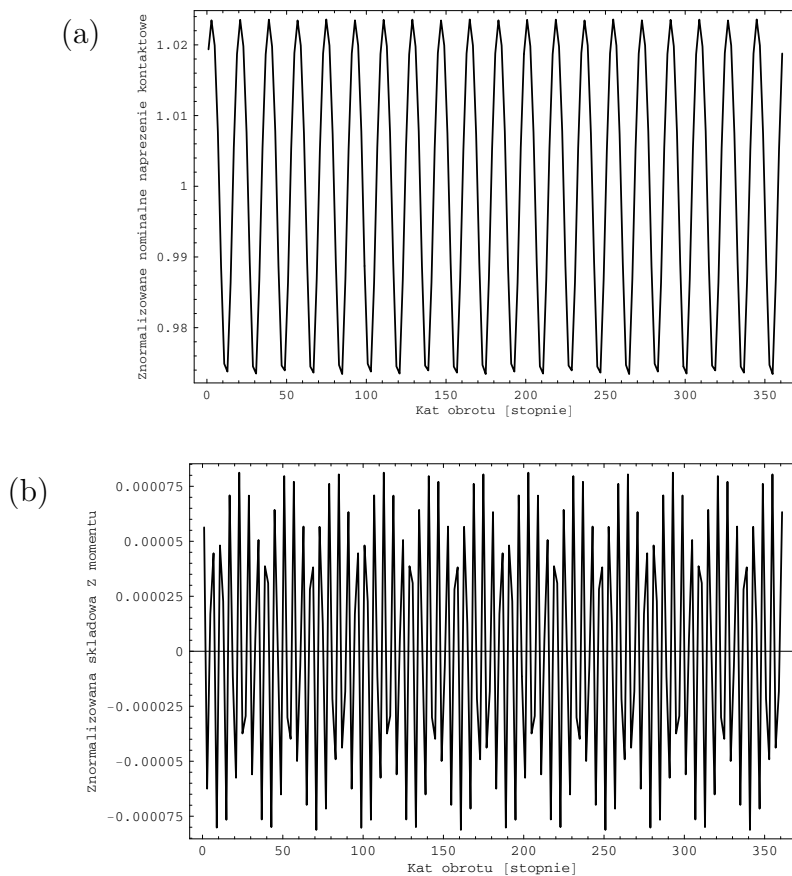 (a)
Znormalizowane nominalne naprezenie kontaktowe
1.02
1.01
1
0.99
0.98
0 50 100 150 200 250 300 350
Kat obrotu [stopnie]
(b)
Znormalizowana skladowa Z momentu
0.000075
0.00005
0.000025
0
-0.000025
-0.00005
-0.000075
0 50 100 150 200 250 300 350
Kat obrotu [stopnie]